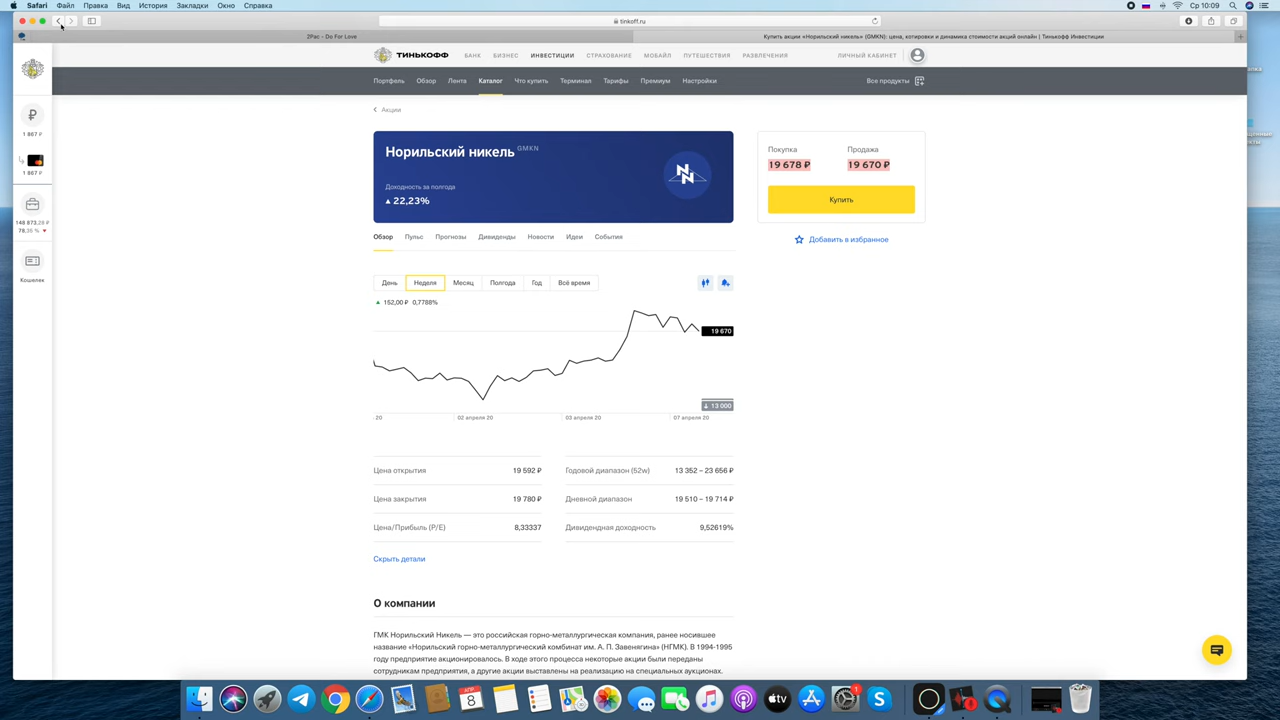 Safari Файл Правка Вид История Закладки Окно Справка
Ср 10:09
tinkoff.ru
2Pac - Do For Love
Купить акции «Норильский никель» (GMKN): цена, котировки и динамика стоимости акций онлайн | Тинькофф Инвестиции
ТИНЬКОФФ БАНК БИЗНЕС ИНВЕСТИЦИИ СТРАХОВАНИЕ МОБАЙЛ ПУТЕШЕСТВИЯ РАЗВЛЕЧЕНИЯ ЛИЧНЫЙ КАБИНЕТ
Портфель Обзор Лента Каталог Что купить Терминал Тарифы Премиум Настройки Все продукты
1 867 ₽
1 867 ₽
148 873,29 ₽
78,35 %
Кошелек
Акции
Норильский никель GMKN
Доходность за полгода
22,23%
Покупка Продажа
19 678 ₽ 19 670 ₽
Купить
Добавить в избранное
Обзор Пульс Прогнозы Дивиденды Новости Идеи События
День Неделя Месяц Полгода Год Всё время
152,00 ₽ 0,7788%
19 670
13 000
20 02 апреля 20 03 апреля 20 07 апреля 20
Цена открытия 19 592 ₽ Годовой диапазон (52w) 13 352 – 23 656 ₽
Цена закрытия 19 780 ₽ Дневной диапазон 19 510 – 19 714 ₽
Цена/Прибыль (P/E) 8,33337 Дивидендная доходность 9,52619%
Скрыть детали
О компании
ГМК Норильский Никель — это российская горно-металлургическая компания, ранее носившее
название «Норильский горно-металлургический комбинат им. А. П. Завенягина» (НГМК). В 1994-1995
году предприятие акционировалось. В ходе этого процесса некоторые акции были переданы
сотрудникам предприятия, а другие акции выставлены на реализацию на специальных аукционах.
АПР
8
1